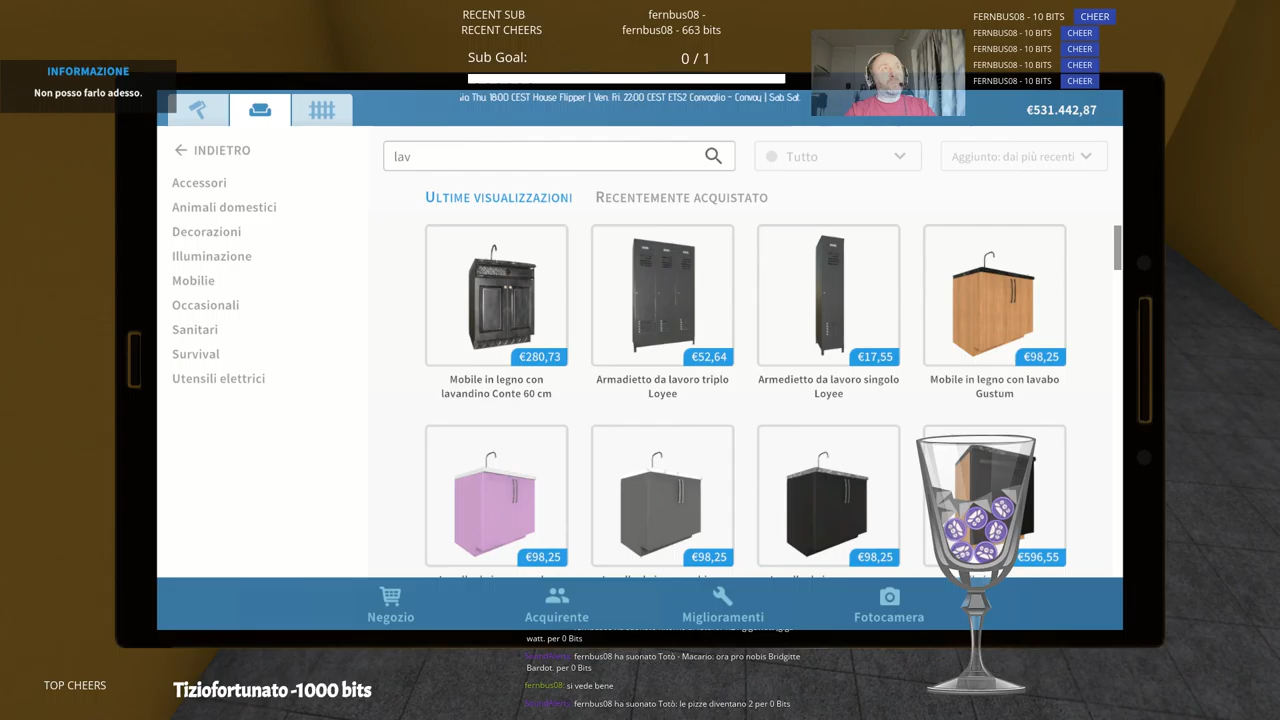 RECENT SUB
fernbus08 -
RECENT CHEERS
fernbus08 - 663 bits
Sub Goal:
0 / 1
FERNBUS08 - 10 BITS CHEER
FERNBUS08 - 10 BITS CHEER
FERNBUS08 - 10 BITS CHEER
FERNBUS08 - 10 BITS CHEER
FERNBUS08 - 10 BITS CHEER
INFORMAZIONE
Non posso farlo adesso.
Thu. 18:00 CEST House Flipper | Ven. Fri. 22:00 CEST ETS2 Convoglio - Convoy | Sab Sat.
€531.442,87
INDIETRO
Accessori
Animali domestici
Decorazioni
Illuminazione
Mobilie
Occasionali
Sanitari
Survival
Utensili elettrici
lav
Tutto
Aggiunto: dai più recenti
ULTIME VISUALIZZAZIONI
RECENTEMENTE ACQUISTATO
€280,73
Mobile in legno con
lavandino Conte 60 cm
€52,64
Armadietto da lavoro triplo
Loyee
€17,55
Armedietto da lavoro singolo
Loyee
€98,25
Mobile in legno con lavabo
Gustum
€98,25
€98,25
€98,25
€596,55
Negozio
Acquirente
Miglioramenti
Fotocamera
watt. per 0 Bits
fernbus08 ha suonato Totò - Macario: ora pro nobis Bridgitte
Bardot. per 0 Bits
fernbus08: si vede bene
fernbus08 ha suonato Totò: le pizze diventano 2 per 0 Bits
TOP CHEERS
Tiziofortunato -1000 bits